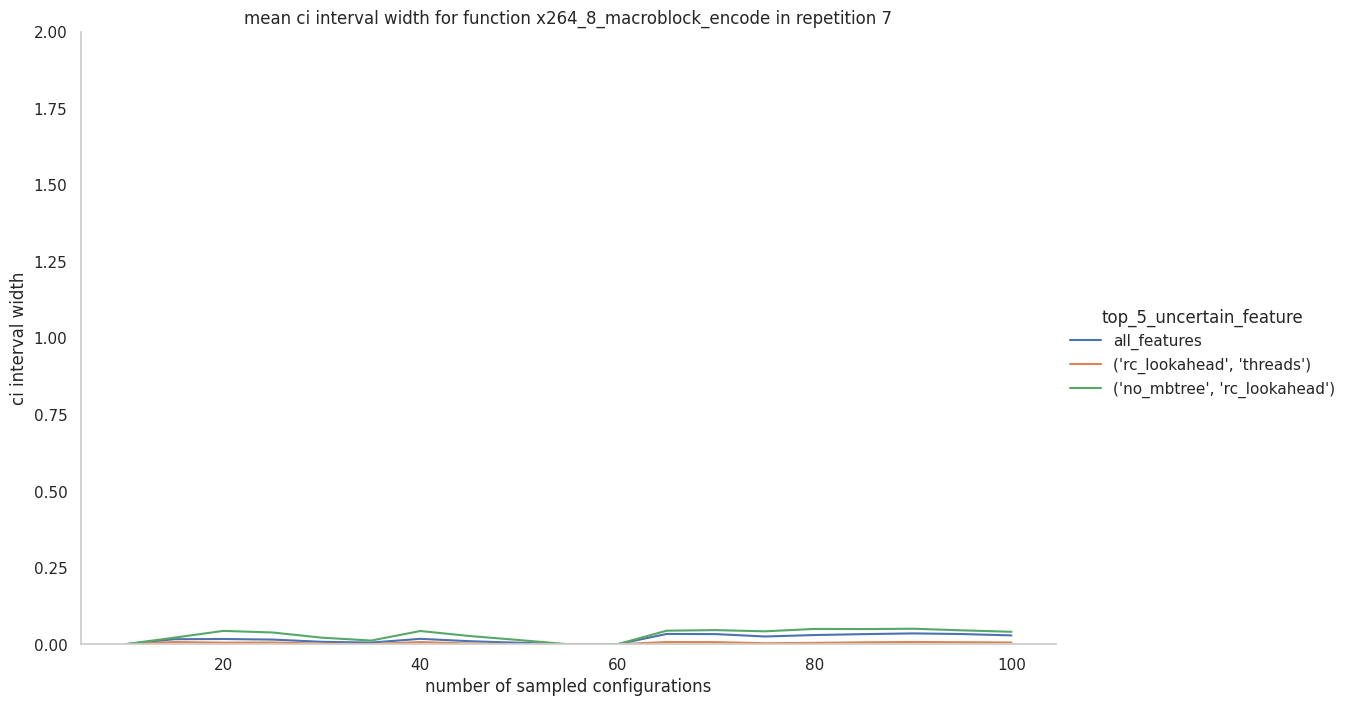 mean ci interval width for function x264_8_macroblock_encode in repetition 7
2.00
1.75
1.50
1.25
1.00
0.75
0.50
0.25
0.00
ci interval width
20
40
60
80
100
number of sampled configurations
top_5_uncertain_feature
all_features
('rc_lookahead', 'threads')
('no_mbtree', 'rc_lookahead')